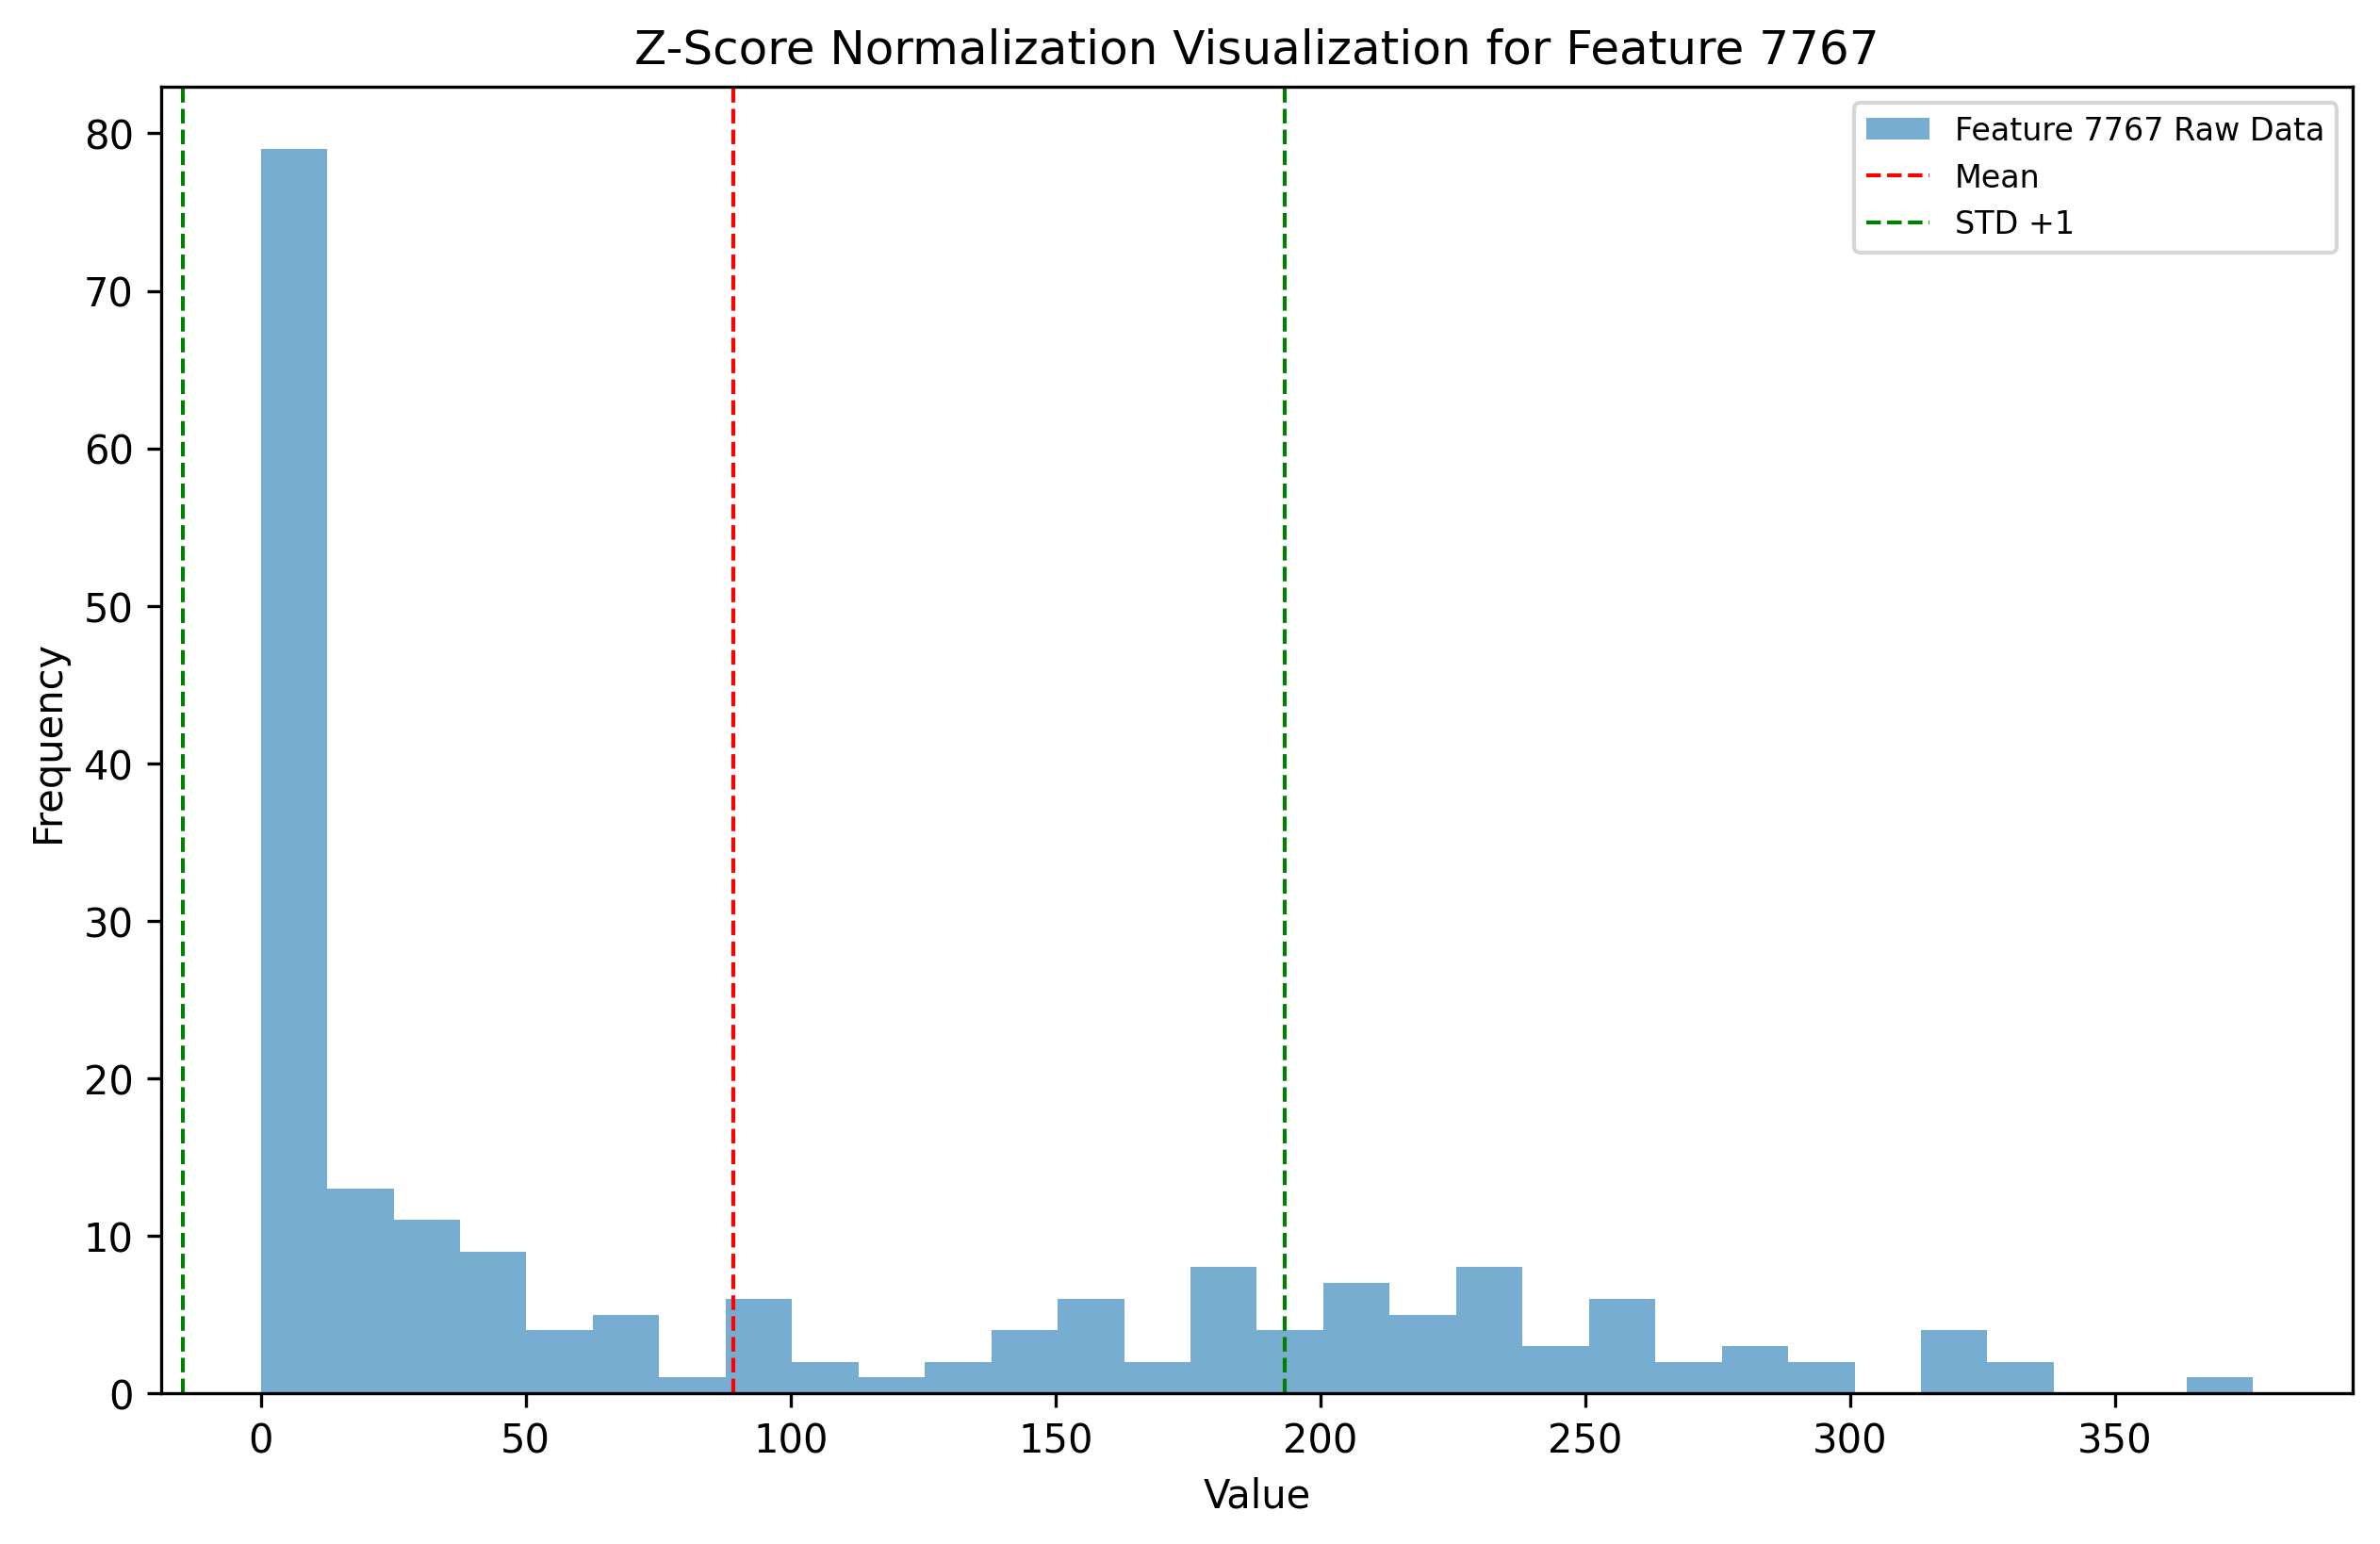 Z-Score Normalization Visualization for Feature 7767
Feature 7767 Raw Data
Mean
STD +1
80
70
60
50
40
30
20
10
0
Frequency
0 50 100 150 200 250 300 350
Value